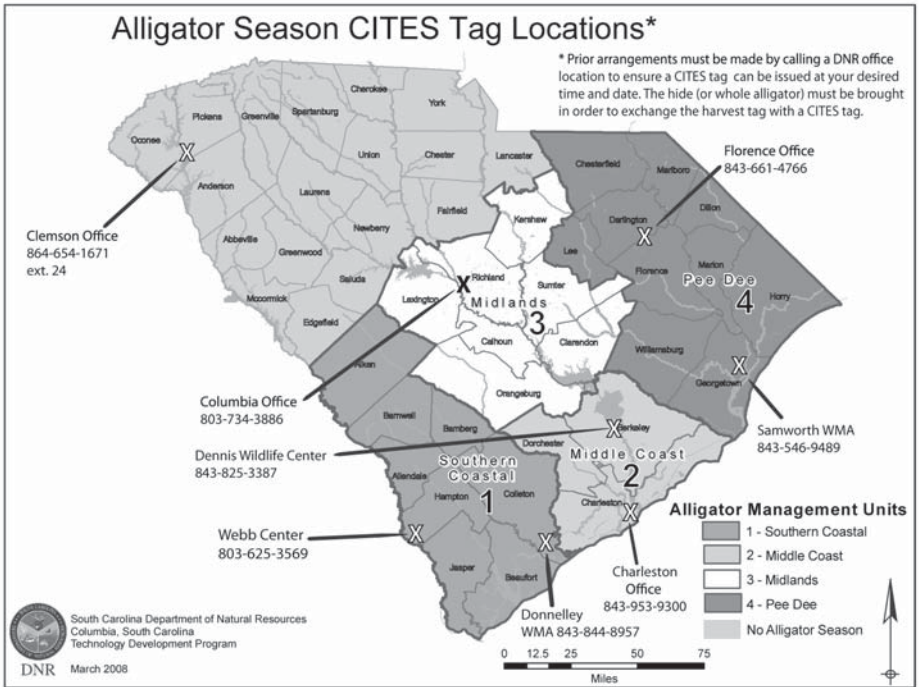 Alligator Season CITES Tag Locations*
* Prior arrangements must be made by calling a DNR office
location to ensure a CITES tag can be issued at your desired
time and date. The hide (or whole alligator) must be brought
in order to exchange the harvest tag with a CITES tag.
Cherokee
York
Pickens
Greenville
Spartanburg
Oconee
X
Union
Chester
Lancaster
Chesterfield
Marlboro
Florence Office
843-661-4766
Anderson
Laurens
Fairfield
Kershaw
Darlington
Dillon
X
Newberry
Clemson Office
864-654-1671
ext. 24
Abbeville
Greenwood
Lee
Florence
Marion
Pee Dee
4
Horry
Saluda
Richland
X
Sumter
Mccormick
Lexington
Midlands
3
Edgefield
Calhoun
Clarendon
Williamsburg
X
Georgetown
Aiken
Columbia Office
803-734-3886
Orangeburg
Barnwell
Bamberg
X
Berkeley
Samworth WMA
843-546-9489
Dennis Wildlife Center
843-825-3387
Dorchester
Middle Coast
2
Southern
Coastal
1
Allendale
Hampton
Colleton
Charleston
X
Webb Center
803-625-3569
X
X
Jasper
Beaufort
Charleston
Office
843-953-9300
Donnelley
WMA 843-844-8957
Alligator Management Units
1 - Southern Coastal
2 - Middle Coast
3 - Midlands
4 - Pee Dee
No Alligator Season
South Carolina Department of Natural Resources
Columbia, South Carolina
Technology Development Program
DNR March 2008
0 12.5 25 50 75
Miles